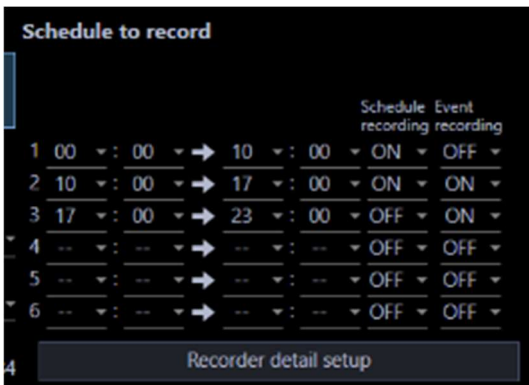 Schedule to record
Schedule Event
recording recording
1 00 : 00 → 10 : 00 ON OFF
2 10 : 00 → 17 : 00 ON ON
3 17 : 00 → 23 : 00 OFF ON
4 -- : -- → -- : -- OFF OFF
5 -- : -- → -- : -- OFF OFF
6 -- : -- → -- : -- OFF OFF
4 Recorder detail setup